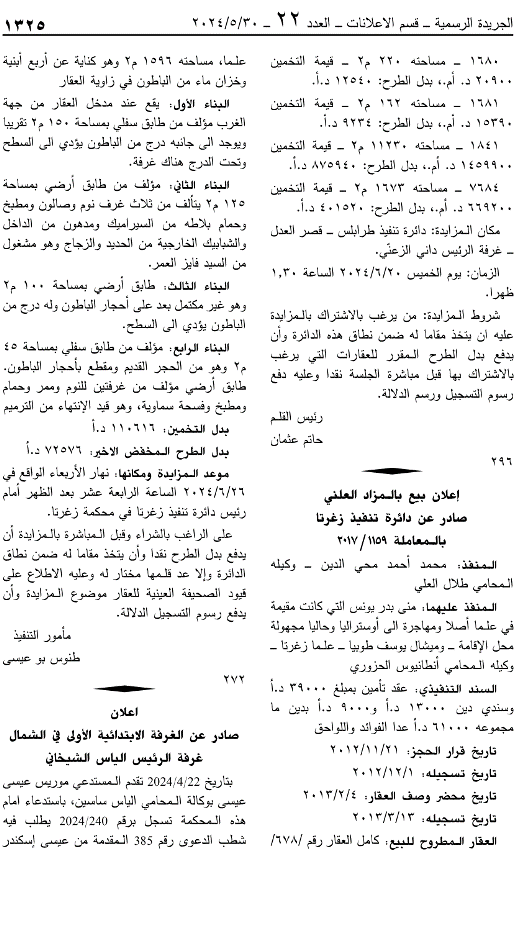 الجريدة الرسمية ــ قسم الاعلانات ــ العدد ٢٢ ــ ٢٠٢٤/٥/٣٠
١٣٢٥
١٦٨٠ ــ مساحته ٢٢٠ م٢ ــ قيمة التخمين
٢٠٩٠٠ د. أم.، بدل الطرح: ١٢٥٤٠ د.أ.
١٦٨١ ــ مساحته ١٦٢ م٢ ــ قيمة التخمين
١٥٣٩٠ د. أم.، بدل الطرح: ٩٢٣٤ د.أ.
١٨٤١ ــ مساحته ١١٢٣٠ م٢ ــ قيمة التخمين
١٤٥٩٩٠٠ د. أم.، بدل الطرح: ٨٧٥٩٤٠ د.أ.
٧٦٨٤ ــ مساحته ١٦٧٣ م٢ ــ قيمة التخمين
٦٦٩٢٠٠ د. أم.، بدل الطرح: ٤٠١٥٢٠ د.أ.
مكان المزايدة: دائرة تنفيذ طرابلس ــ قصر العدل
ــ غرفة الرئيس داني الزعنّي.
الزمان: يوم الخميس ٢٠٢٤/٦/٢٠ الساعة ١,٣٠
ظهرا.
شروط المزايدة: من يرغب بالاشتراك بالمزايدة
عليه ان يتخذ مقاما له ضمن نطاق هذه الدائرة وأن
يدفع بدل الطرح المقرر للعقارات التي يرغب
بالاشتراك بها قبل مباشرة الجلسة نقدا وعليه دفع
رسوم التسجيل ورسم الدلالة.
رئيس القلم
حاتم عثمان
٢٩٦
إعلان بيع بالمزاد العلني
صادر عن دائرة تنفيذ زغرتا
بالمعاملة ٢٠١٧/١١٥٩
المنفذ: محمد أحمد محي الدين ــ وكيله
المحامي طلال العلي
المنفذ عليهما: منى بدر يونس التي كانت مقيمة
في علما أصلا ومهاجرة الى أوستراليا وحاليا مجهولة
محل الإقامة ــ وميشال يوسف طوبيا ــ علما زغرتا ــ
وكيله المحامي أنطانيوس الحزوري
السند التنفيذي: عقد تأمين بمبلغ ٣٩٠٠٠ د.أ
وسندي دين ١٣٠٠٠ د.أ و٩٠٠٠ د.أ بدين ما
مجموعه ٦١٠٠٠ د.أ عدا الفوائد واللواحق
تاريخ قرار الحجز: ٢٠١٢/١١/٢١
تاريخ تسجيله: ٢٠١٢/١٢/١
تاريخ محضر وصف العقار: ٢٠١٣/٢/٤
تاريخ تسجيله: ٢٠١٣/٣/١٣
العقار المطروح للبيع: كامل العقار رقم /٦٧٨/
علما، مساحته ١٥٩٦ م٢ وهو كناية عن أربع أبنية
وخزان ماء من الباطون في زاوية العقار
البناء الأول: يقع عند مدخل العقار من جهة
الغرب مؤلف من طابق سفلي بمساحة ١٥٠ م٢ تقريبا
ويوجد الى جانبه درج من الباطون يؤدي الى السطح
وتحت الدرج هناك غرفة.
البناء الثاني: مؤلف من طابق أرضي بمساحة
١٢٥ م٢ يتألف من ثلاث غرف نوم وصالون ومطبخ
وحمام بلاطه من السيراميك ومدهون من الداخل
والشبابيك الخارجية من الحديد والزجاج وهو مشغول
من السيد فايز العمر.
البناء الثالث: طابق أرضي بمساحة ١٠٠ م٢
وهو غير مكتمل بعد على أحجار الباطون وله درج من
الباطون يؤدي الى السطح.
البناء الرابع: مؤلف من طابق سفلي بمساحة ٤٥
م٢ وهو من الحجر القديم ومقطع بأحجار الباطون.
طابق أرضي مؤلف من غرفتين للنوم وممر وحمام
ومطبخ وفسحة سماوية، وهو قيد الإنتهاء من الترميم
بدل التخمين: ١١٠٦١٦ د.أ
بدل الطرح المخفض الاخير: ٧٢٥٧٦ د.أ
موعد المزايدة ومكانها: نهار الأربعاء الواقع في
٢٠٢٤/٦/٢٦ الساعة الرابعة عشر بعد الظهر أمام
رئيس دائرة تنفيذ زغرتا في محكمة زغرتا.
على الراغب بالشراء وقبل المباشرة بالمزايدة أن
يدفع بدل الطرح نقدا وأن يتخذ مقاما له ضمن نطاق
الدائرة وإلا عد قلمها مختار له وعليه الاطلاع على
قيود الصحيفة العينية للعقار موضوع المزايدة وأن
يدفع رسوم التسجيل الدلالة.
مأمور التنفيذ
طنوس بو عيسى
٢٧٢
اعلان
صادر عن الغرفة الابتدائية الأولى في الشمال
غرفة الرئيس الياس الشيخاني
بتاريخ 2024/4/22 تقدم المستدعي موريس عيسى
عيسى بوكالة المحامي الياس ساسين، باستدعاء امام
هذه المحكمة تسجل برقم 2024/240 يطلب فيه
شطب الدعوى رقم 385 المقدمة من عيسى إسكندر